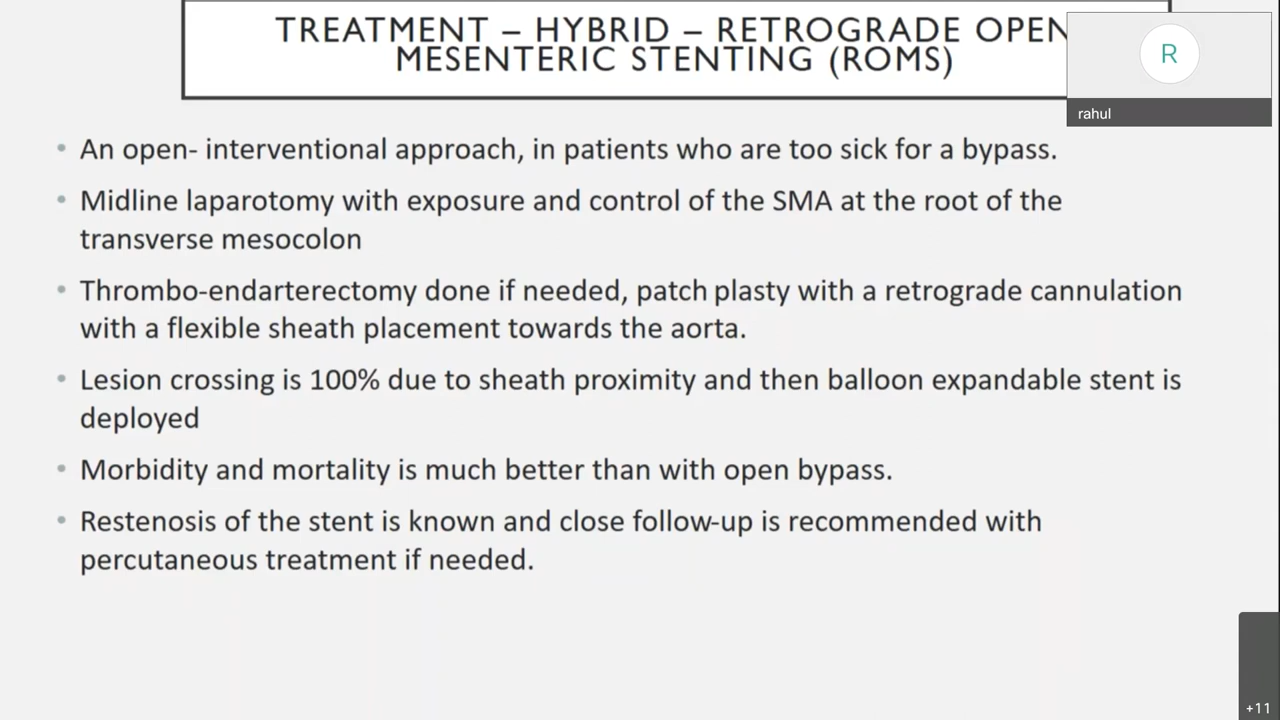 TREATMENT – HYBRID – RETROGRADE OPEN
MESENTERIC STENTING (ROMS)
R
rahul
• An open- interventional approach, in patients who are too sick for a bypass.
• Midline laparotomy with exposure and control of the SMA at the root of the
transverse mesocolon
• Thrombo-endarterectomy done if needed, patch plasty with a retrograde cannulation
with a flexible sheath placement towards the aorta.
• Lesion crossing is 100% due to sheath proximity and then balloon expandable stent is
deployed
• Morbidity and mortality is much better than with open bypass.
• Restenosis of the stent is known and close follow-up is recommended with
percutaneous treatment if needed.
+11